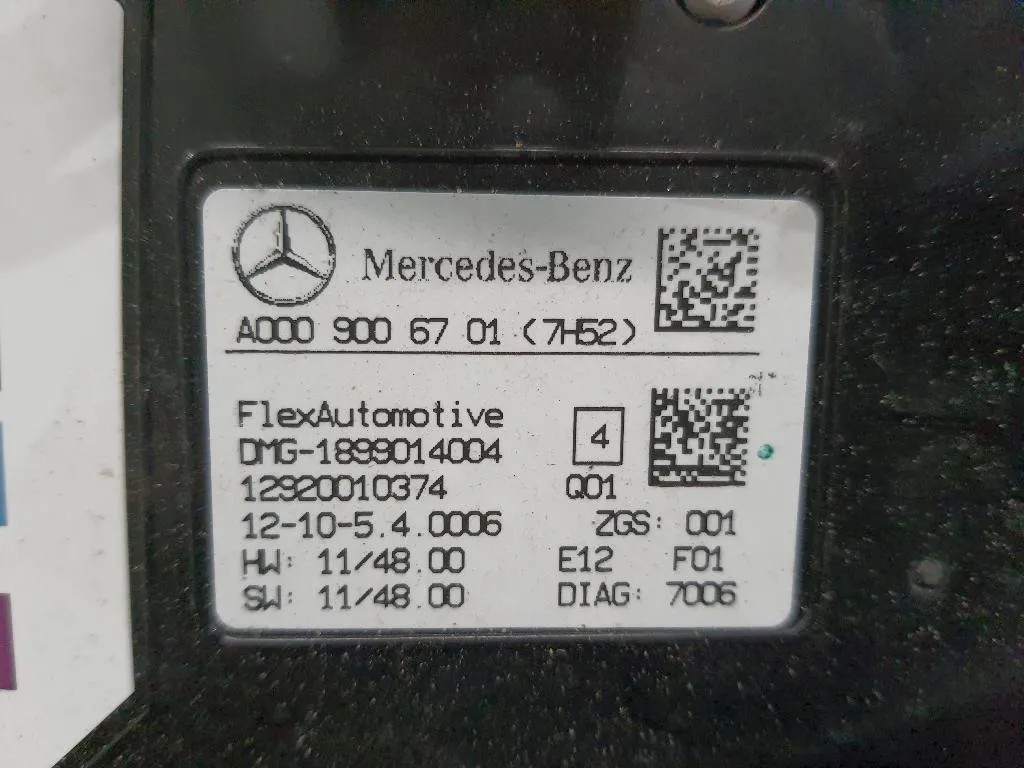 Mercedes-Benz
A000 900 67 01 (7H52)
FlexAutomotive
4
DMG-1899014004
12920010374 Q01
12-10-5.4.0006 ZGS: 001
HW: 11/48.00 E12 F01
SW: 11/48.00 DIAG: 7006